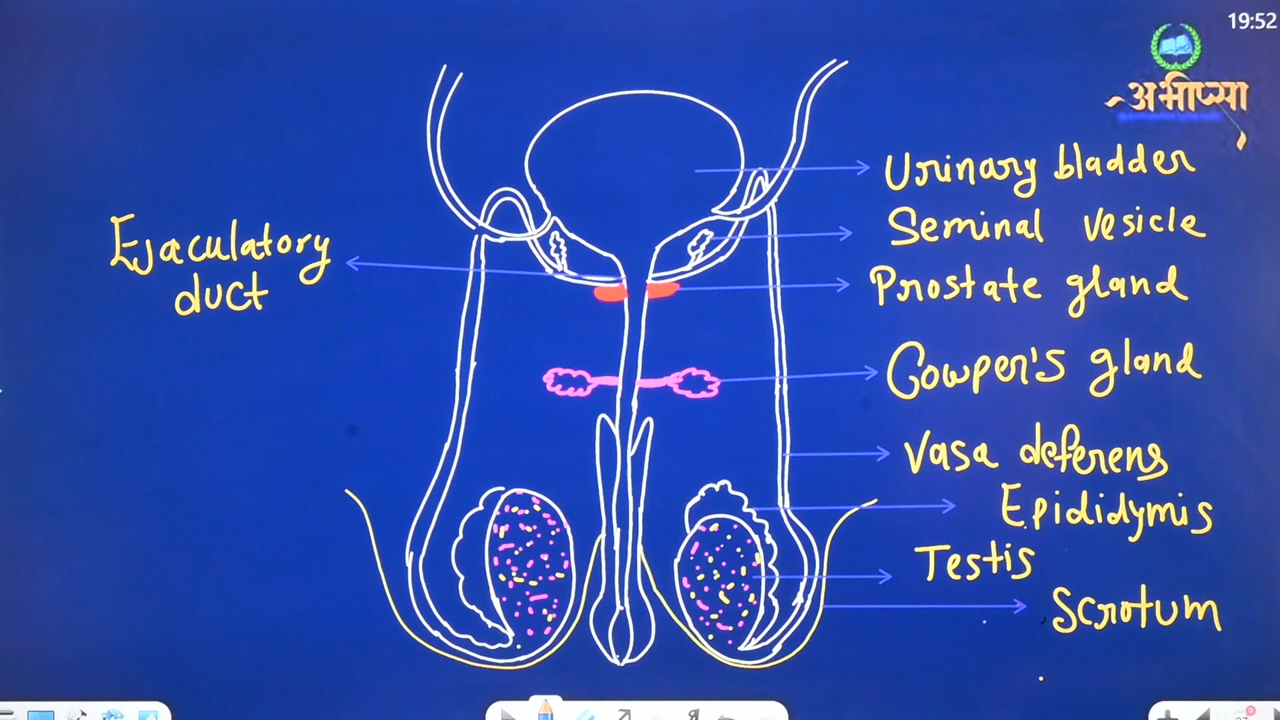 19:52
अभीप्सा
Urinary bladder
Seminal vesicle
Ejaculatory
duct
Prostate gland
Cowper's gland
Vasa deferens
Epididymis
Testis
Scrotum